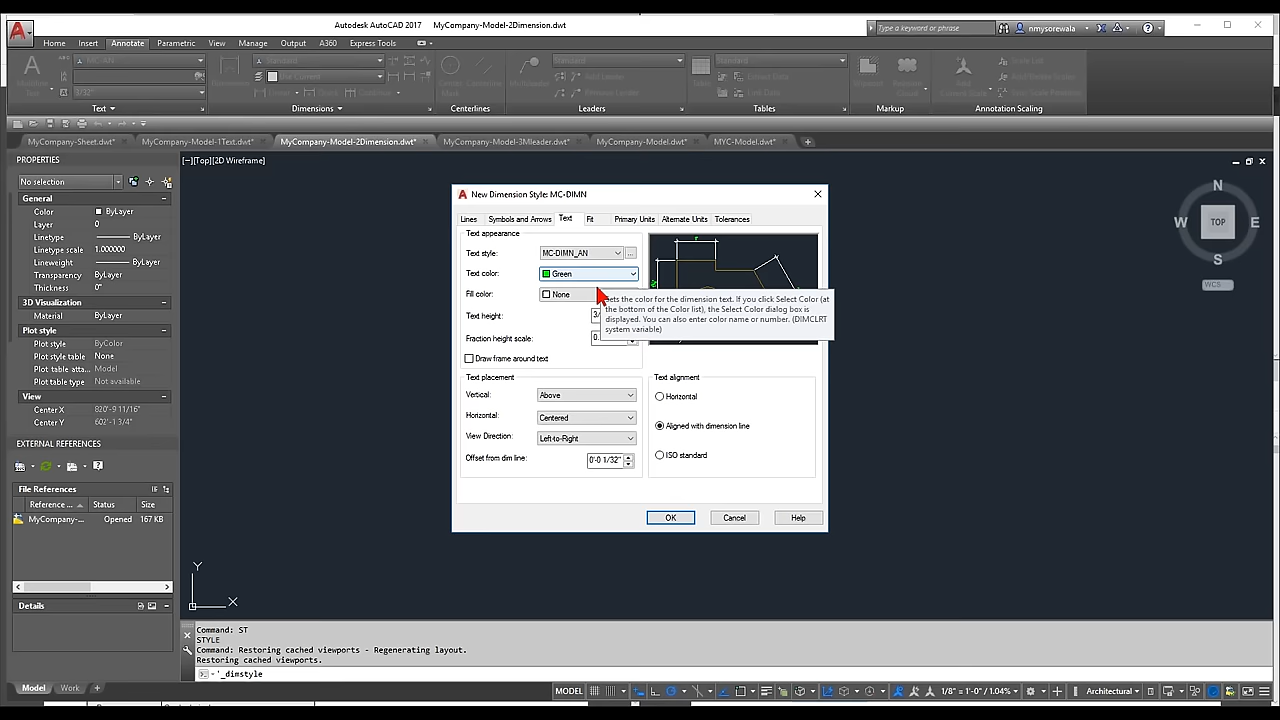 Autodesk AutoCAD 2017 MyCompany-Model-2Dimension.dwt
Type a keyword or phrase
nmysorewala
Home Insert Annotate Parametric View Manage Output A360 Express Tools
Standard
Use Current
Standard
Standard
3/32"
Text Dimensions Centerlines Leaders Tables Markup Annotation Scaling
MyCompany-Sheet.dwt* MyCompany-Model-1Text.dwt* MyCompany-Model-2Dimension.dwt* MyCompany-Model-3Mleader.dwt* MyCompany-Model.dwt* MYC-Model.dwt*
PROPERTIES
No selection
General
Color ByLayer
Layer 0
Linetype ByLayer
Linetype scale 1.000000
Lineweight ByLayer
Transparency ByLayer
Thickness 0"
3D Visualization
Plot style
Plot style ByColor
Plot style table None
Plot table atta... Model
Plot table type Not available
View
Center X 820'-9 11/16"
Center Y 602'-1 3/4"
EXTERNAL REFERENCES
File References
Reference ... Status Size
MyCompany-... Opened 167 KB
Details
[−][Top][2D Wireframe]
N
W TOP E
S
WCS
New Dimension Style: MC-DIMN
Lines Symbols and Arrows Text Fit Primary Units Alternate Units Tolerances
Text appearance
Text style: MC-DIMN_AN ...
Text color: Green
Fill color: None
Text height: 3/
Fraction height scale: 0.
Draw frame around text
Sets the color for the dimension text. If you click Select Color (at
the bottom of the Color list), the Select Color dialog box is
displayed. You can also enter color name or number. (DIMCLRT
system variable)
Text placement
Vertical: Above
Horizontal: Centered
View Direction: Left-to-Right
Offset from dim line: 0'-0 1/32"
Text alignment
Horizontal
Aligned with dimension line
ISO standard
OK Cancel Help
Y
X
Command: ST
STYLE
Command: Restoring cached viewports - Regenerating layout.
Restoring cached viewports.
'_dimstyle
Model Work +
MODEL 1/8" = 1'-0" / 1.04% Architectural